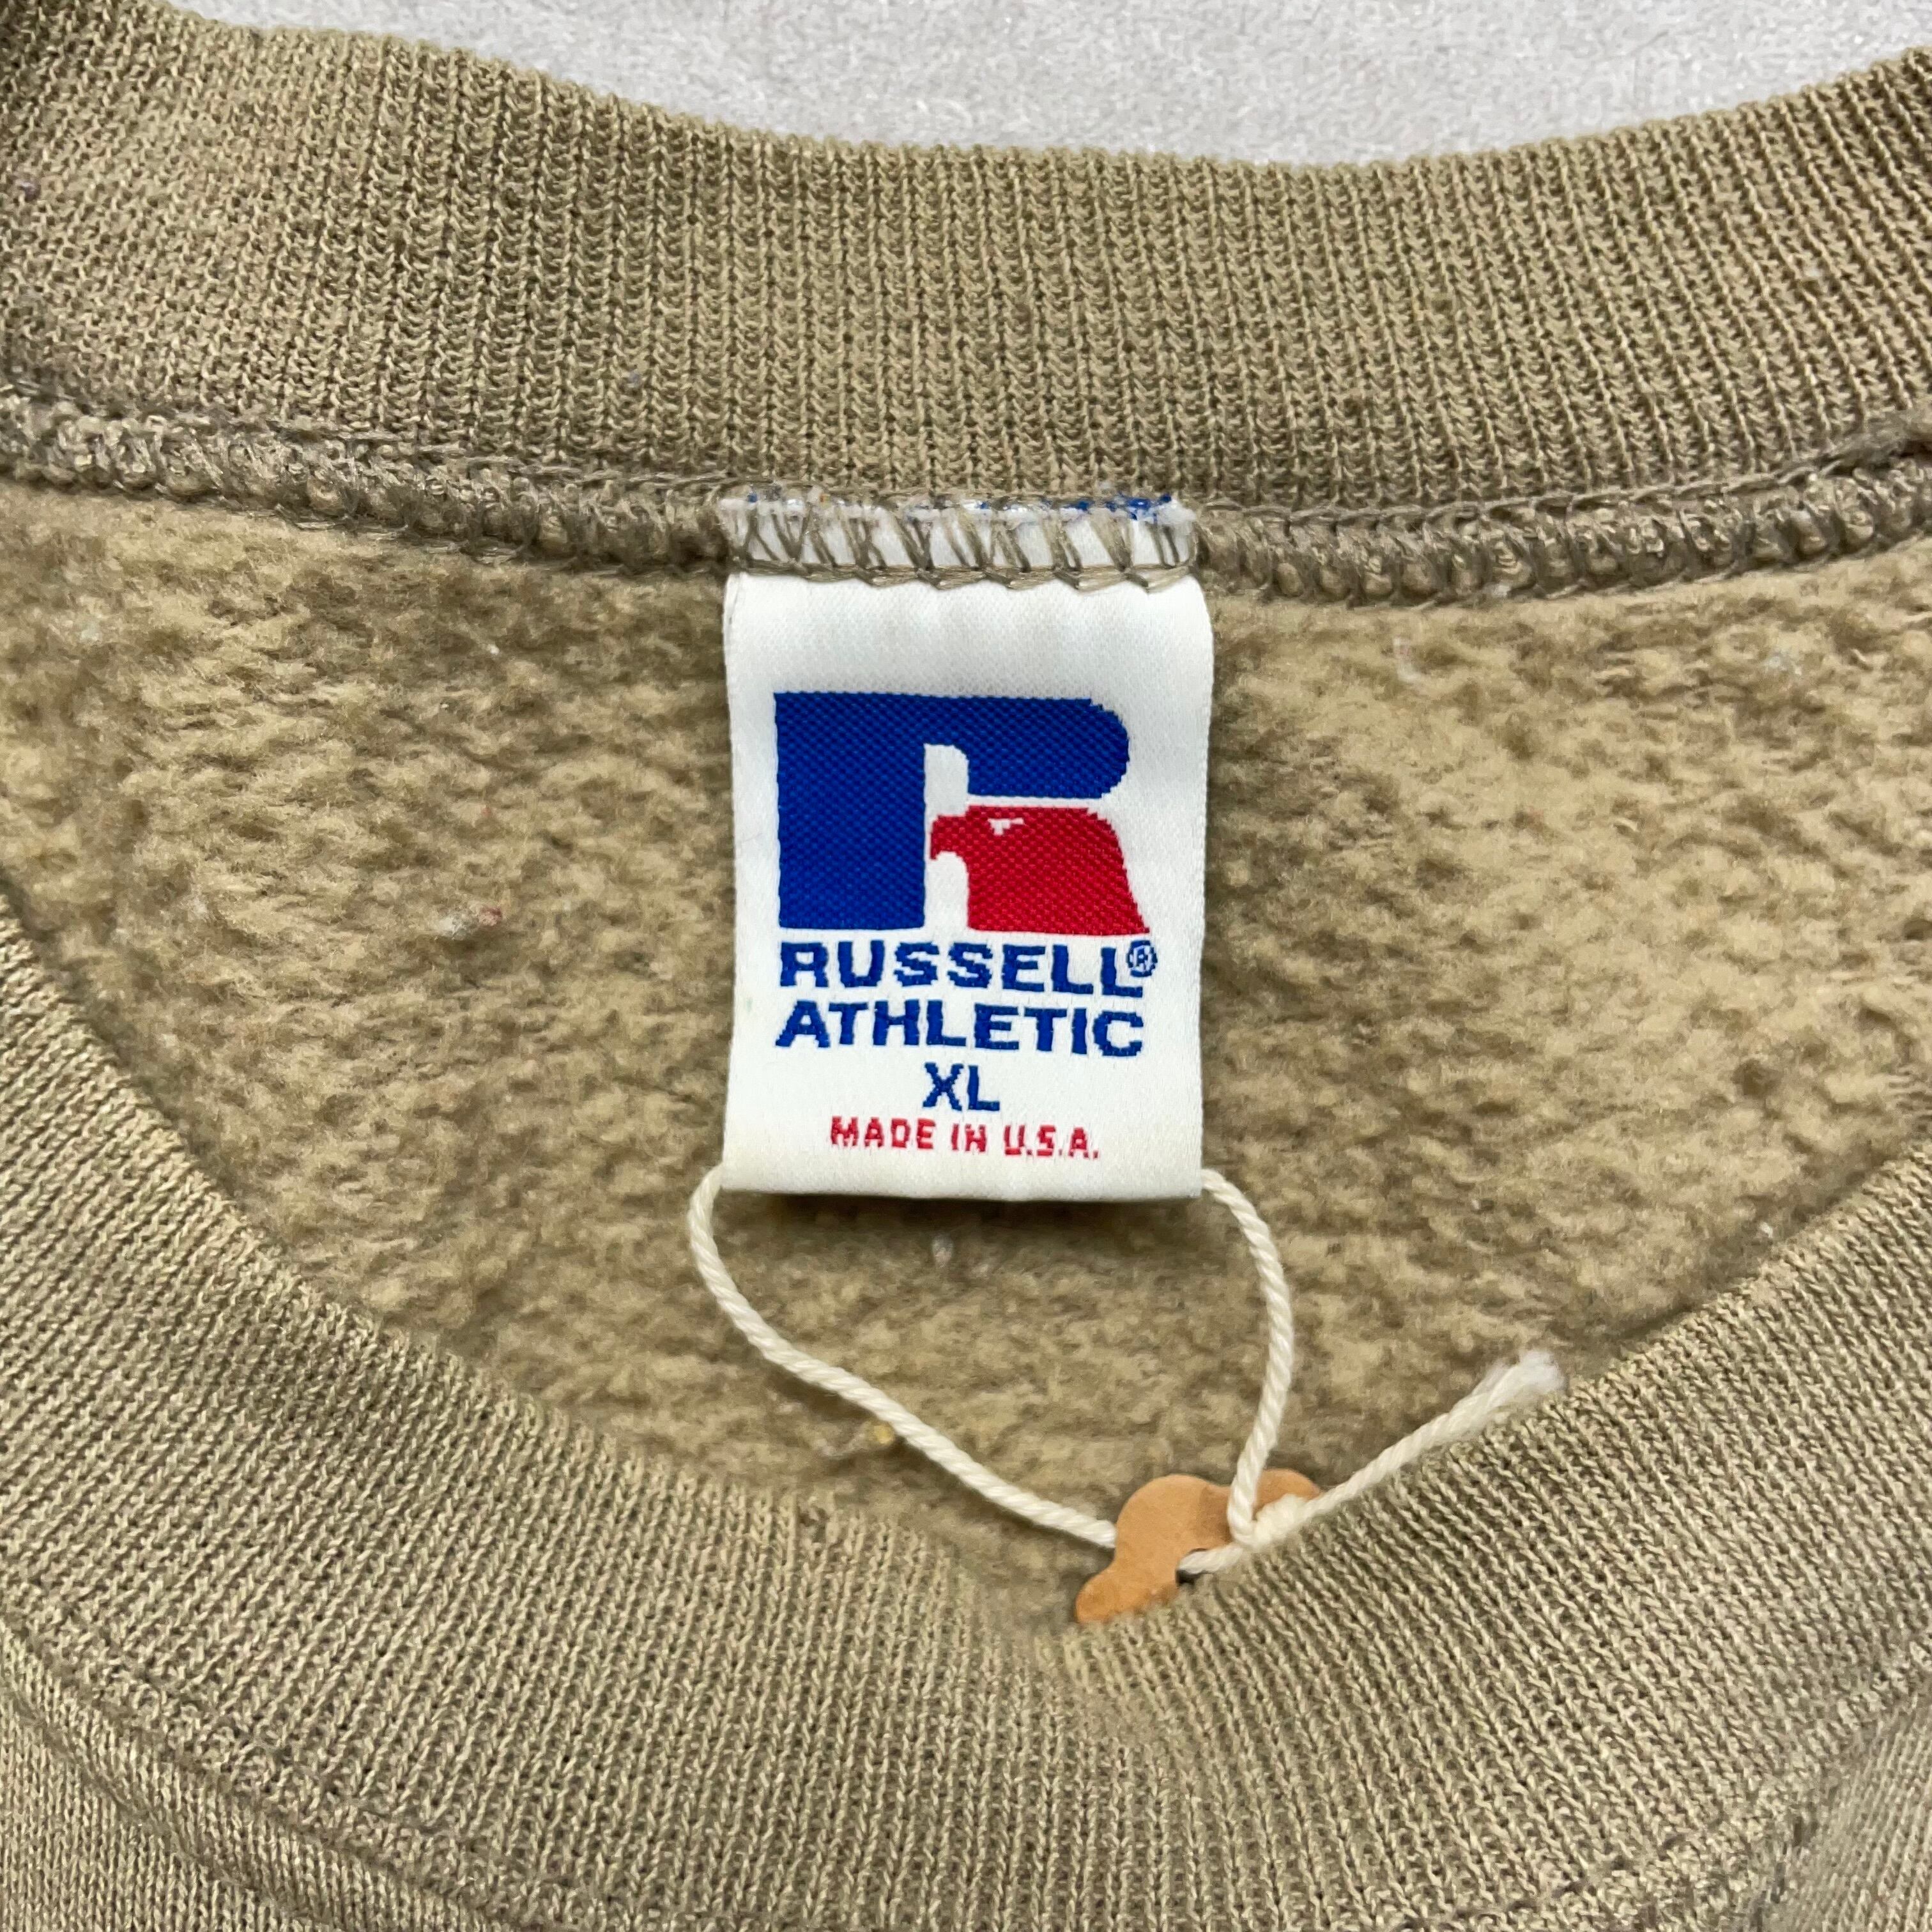 RUSSELL®
ATHLETIC
XL
MADE IN U.S.A.